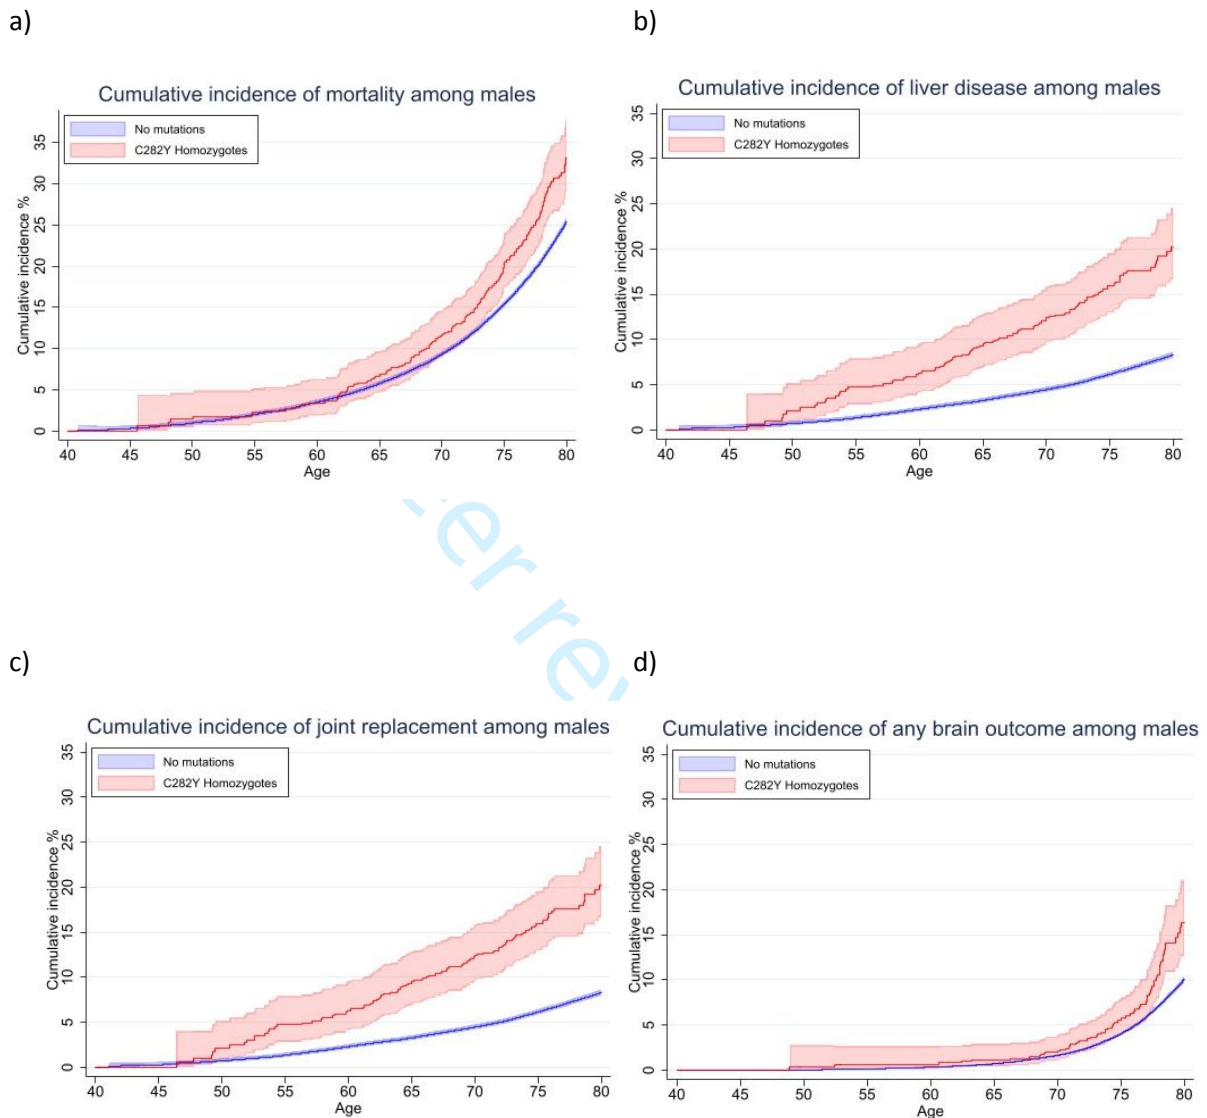 a)
b)
Cumulative incidence of mortality among males
No mutations
C282Y Homozygotes
Cumulative incidence %
35
30
25
20
15
10
5
0
40 45 50 55 60 65 70 75 80
Age
Cumulative incidence of liver disease among males
No mutations
C282Y Homozygotes
Cumulative incidence %
35
30
25
20
15
10
5
0
40 45 50 55 60 65 70 75 80
Age
er re
c)
d)
Cumulative incidence of joint replacement among males
No mutations
C282Y Homozygotes
Cumulative incidence %
35
30
25
20
15
10
5
0
40 45 50 55 60 65 70 75 80
Age
Cumulative incidence of any brain outcome among males
No mutations
C282Y Homozygotes
Cumulative incidence %
35
30
25
20
15
10
5
0
40 45 50 55 60 65 70 75 80
Age